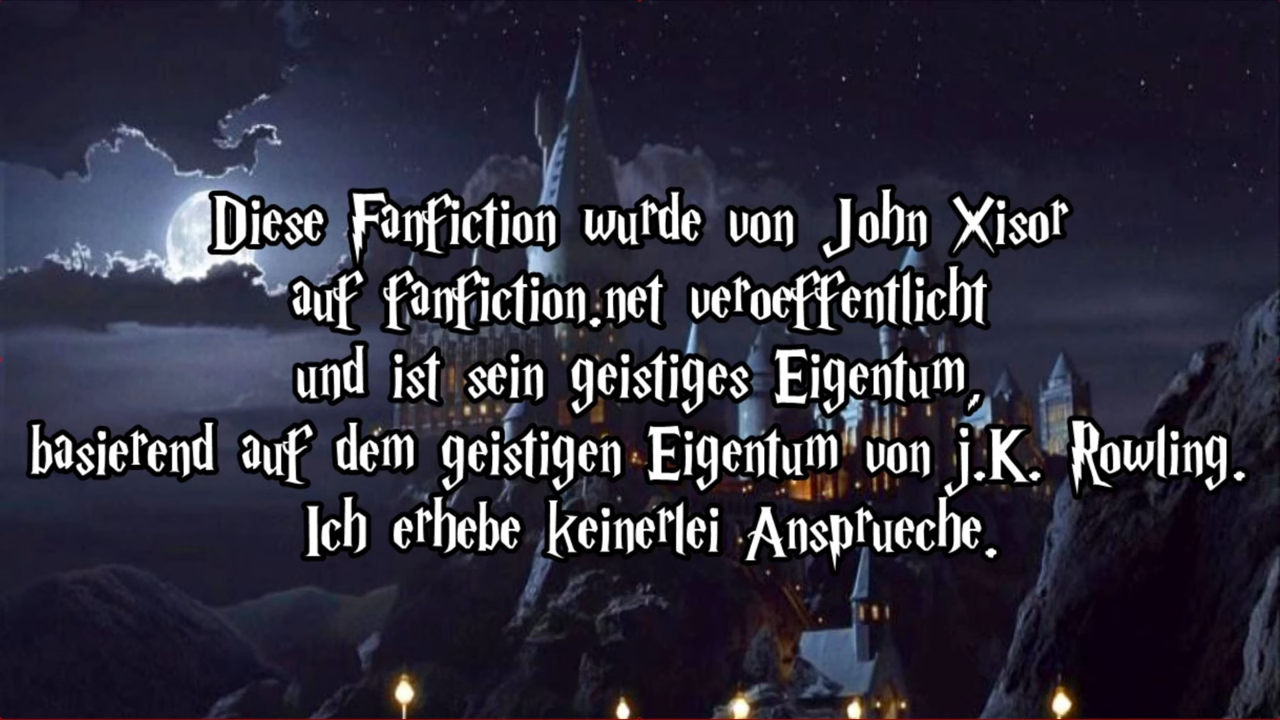 Diese Fanfiction wurde von John Xisor
auf fanfiction.net veroeffentlicht
und ist sein geistiges Eigentum,
basierend auf dem geistigen Eigentum von j.K. Rowling.
Ich erhebe keinerlei Ansprueche.